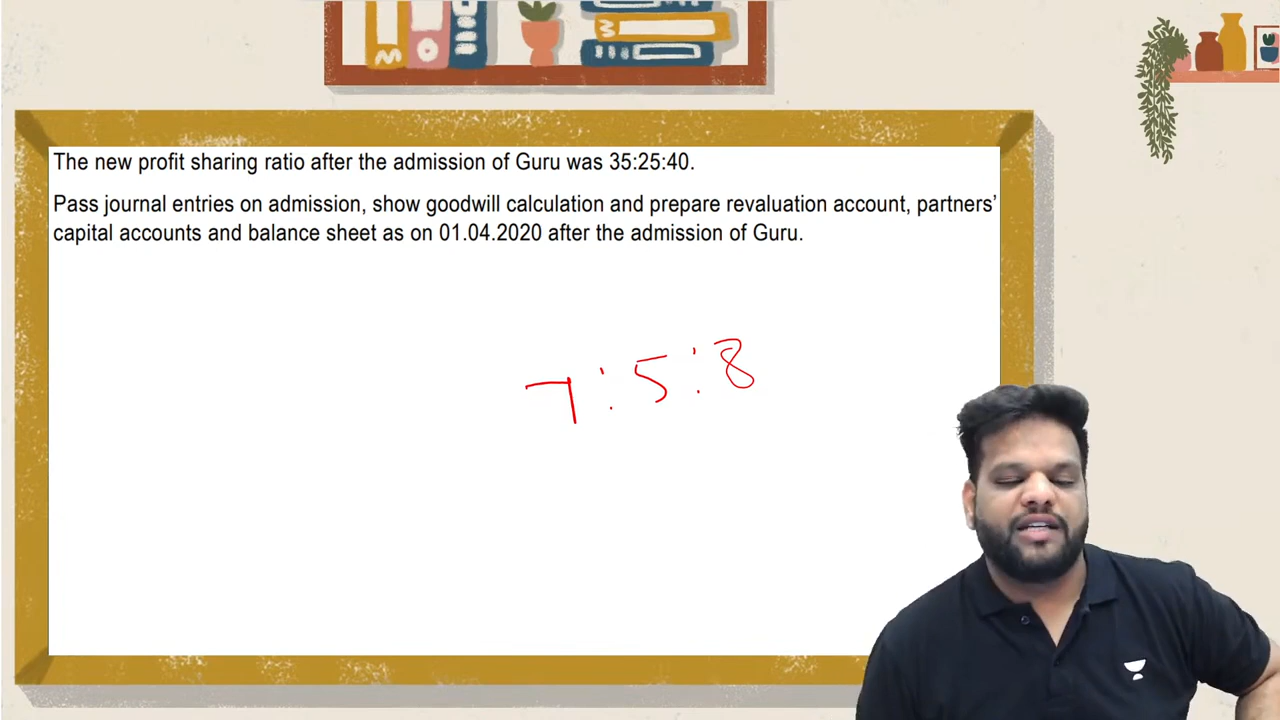 The new profit sharing ratio after the admission of Guru was 35:25:40.
Pass journal entries on admission, show goodwill calculation and prepare revaluation account, partners'
capital accounts and balance sheet as on 01.04.2020 after the admission of Guru.
7:5:8